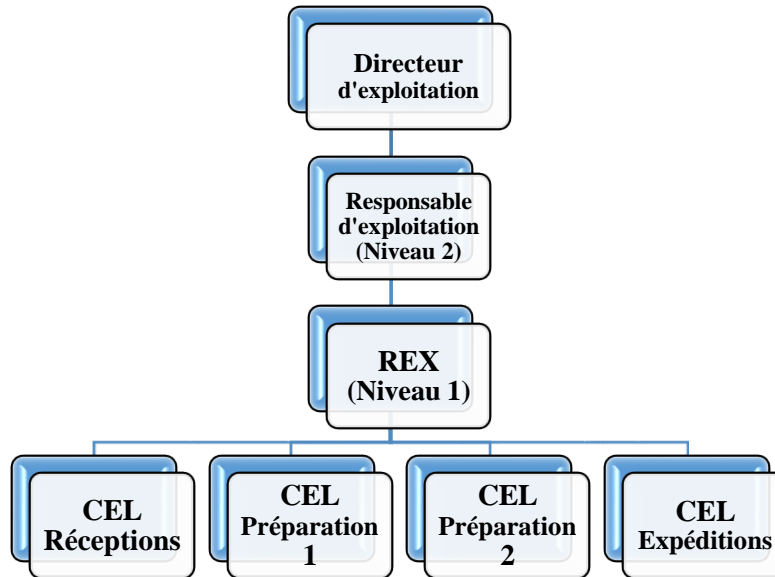 Directeur
d'exploitation
Responsable
d'exploitation
(Niveau 2)
REX
(Niveau 1)
CEL
Réceptions
CEL
Préparation
1
CEL
Préparation
2
CEL
Expéditions